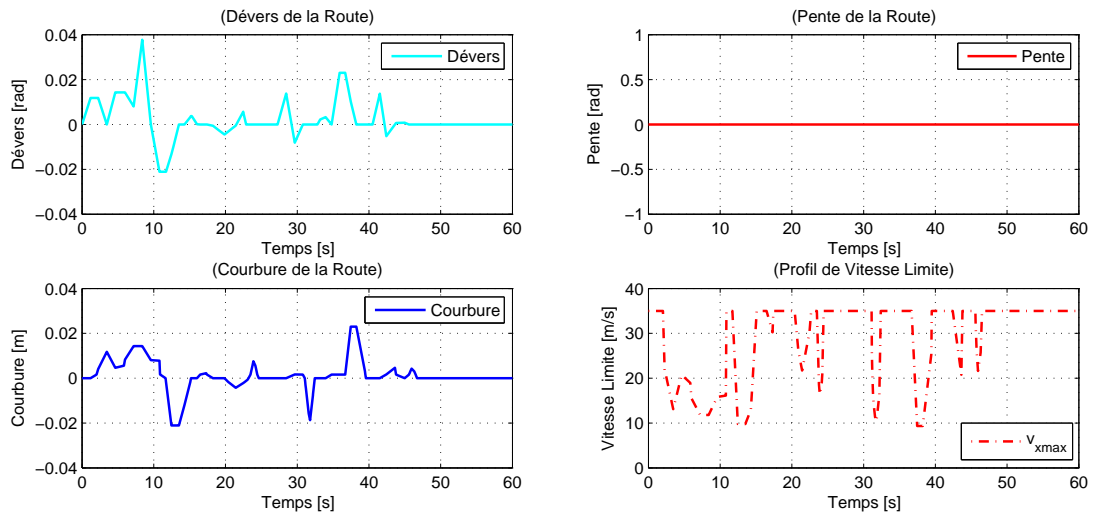 (Dévers de la Route)
0.04
0.02
0
−0.02
−0.04
Dévers [rad]
Dévers
0 10 20 30 40 50 60
Temps [s]
(Pente de la Route)
1
0.5
0
−0.5
−1
Pente [rad]
Pente
0 10 20 30 40 50 60
Temps [s]
(Courbure de la Route)
0.04
0.02
0
−0.02
−0.04
Courbure [m]
Courbure
0 10 20 30 40 50 60
Temps [s]
(Profil de Vitesse Limite)
40
30
20
10
0
Vitesse Limite [m/s]
v_xmax
0 10 20 30 40 50 60
Temps [s]